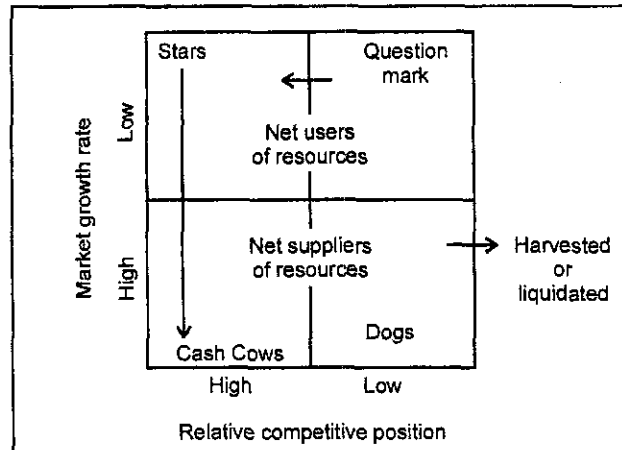 Stars
Question
mark
Net users
of resources
Low
Market growth rate
High
Net suppliers
of resources
Harvested
or
liquidated
Dogs
Cash Cows
High
Low
Relative competitive position